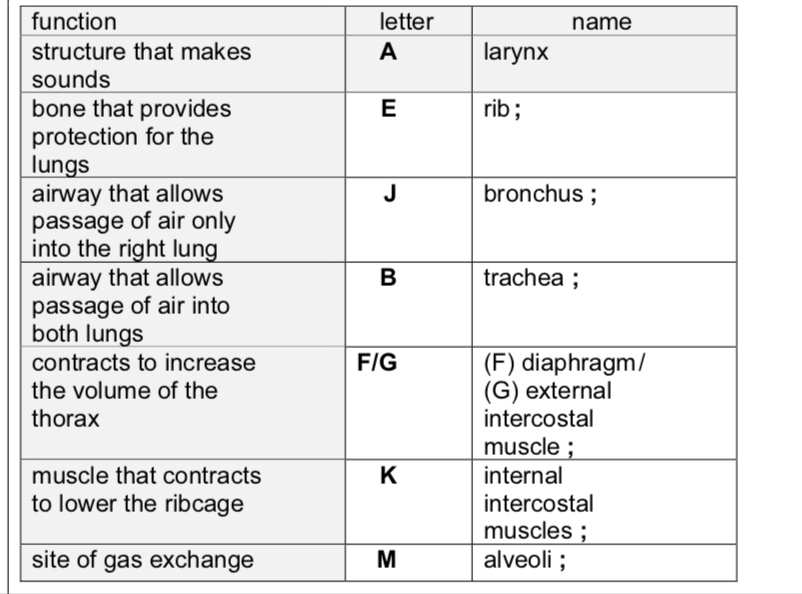 function letter name
structure that makes A larynx
sounds
bone that provides E rib ;
protection for the
lungs
airway that allows J bronchus ;
passage of air only
into the right lung
airway that allows B trachea ;
passage of air into
both lungs
contracts to increase F/G (F) diaphragm/
the volume of the (G) external
thorax intercostal
muscle ;
muscle that contracts K internal
to lower the ribcage intercostal
muscles ;
site of gas exchange M alveoli ;